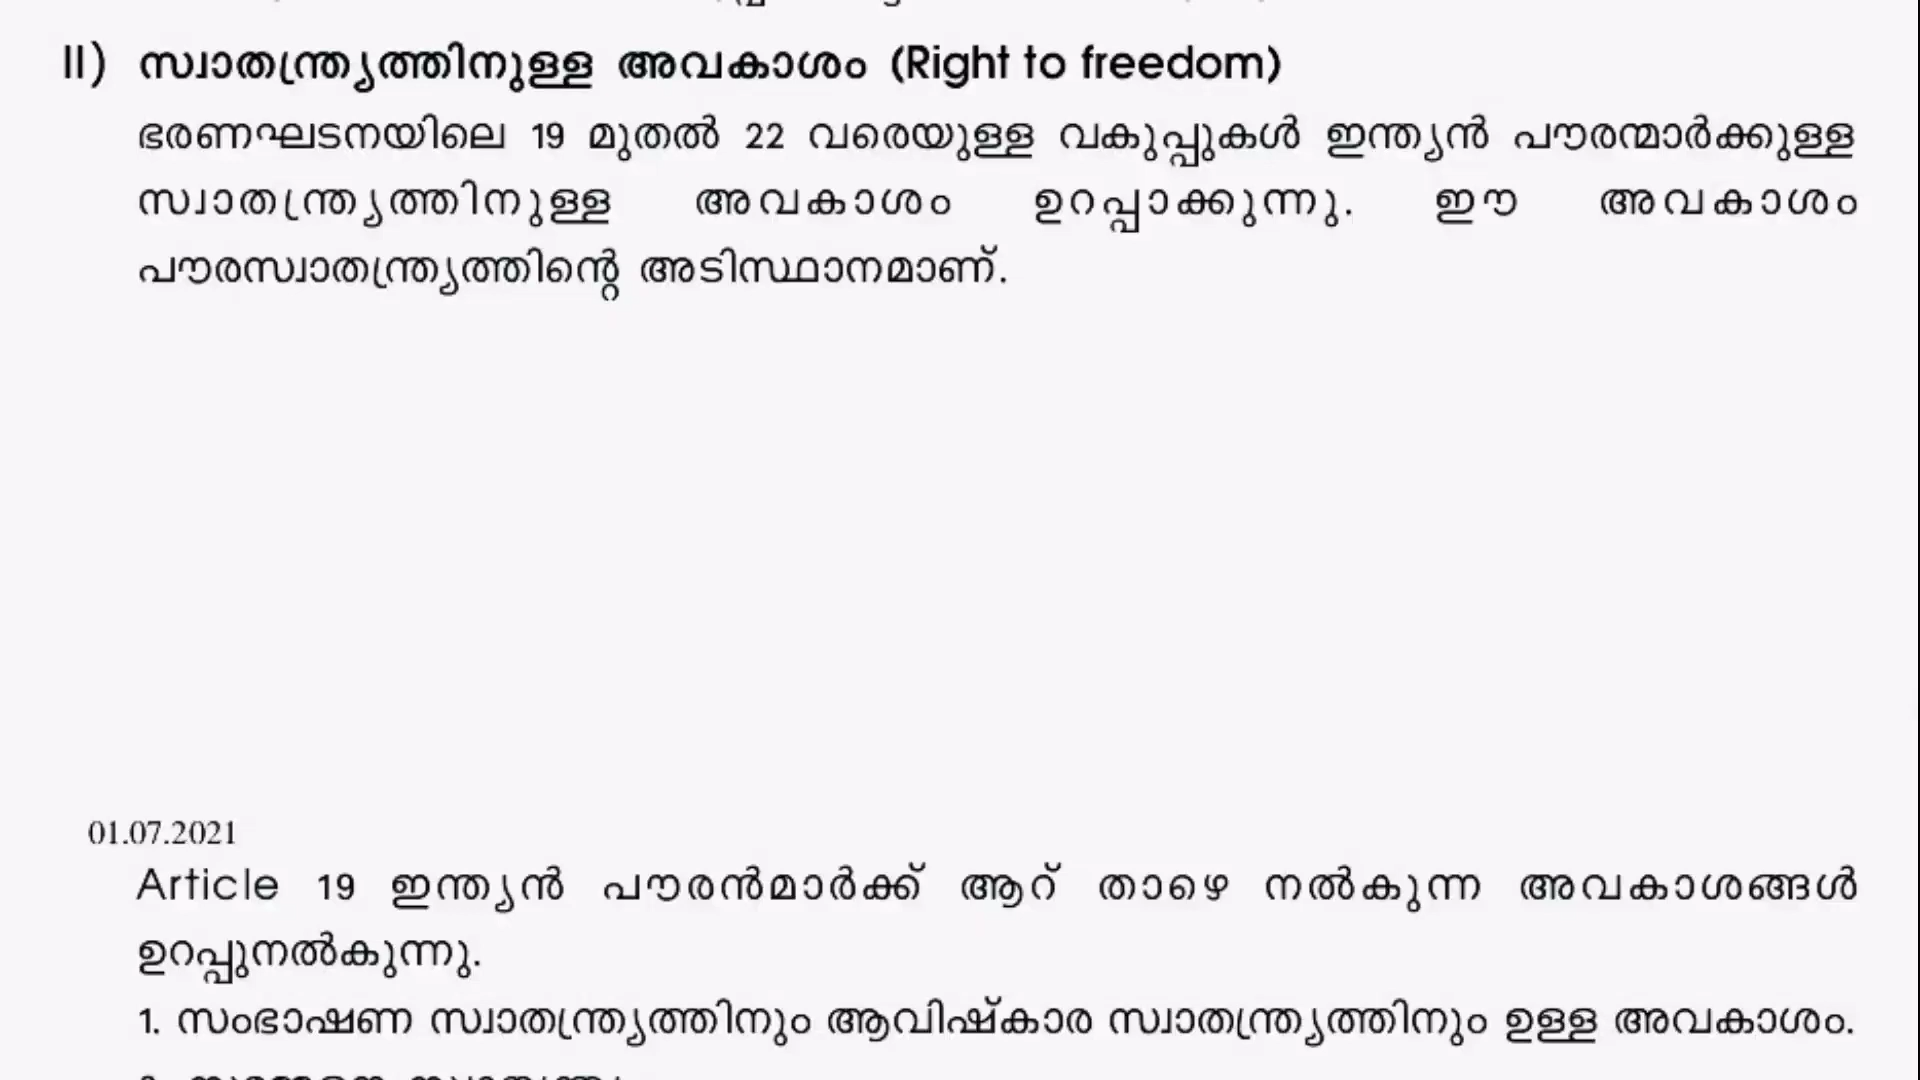 II) സ്വാതന്ത്ര്യത്തിനുള്ള അവകാശം (Right to freedom)
ഭരണഘടനയിലെ 19 മുതൽ 22 വരെയുള്ള വകുപ്പുകൾ ഇന്ത്യൻ പൗരന്മാർക്കുള്ള
സ്വാതന്ത്ര്യത്തിനുള്ള അവകാശം ഉറപ്പാക്കുന്നു. ഈ അവകാശം
പൗരസ്വാതന്ത്ര്യത്തിന്റെ അടിസ്ഥാനമാണ്.
01.07.2021
Article 19 ഇന്ത്യൻ പൗരൻമാർക്ക് ആറ് താഴെ നൽകുന്ന അവകാശങ്ങൾ
ഉറപ്പുനൽകുന്നു.
1. സംഭാഷണ സ്വാതന്ത്ര്യത്തിനും ആവിഷ്കാര സ്വാതന്ത്ര്യത്തിനും ഉള്ള അവകാശം.